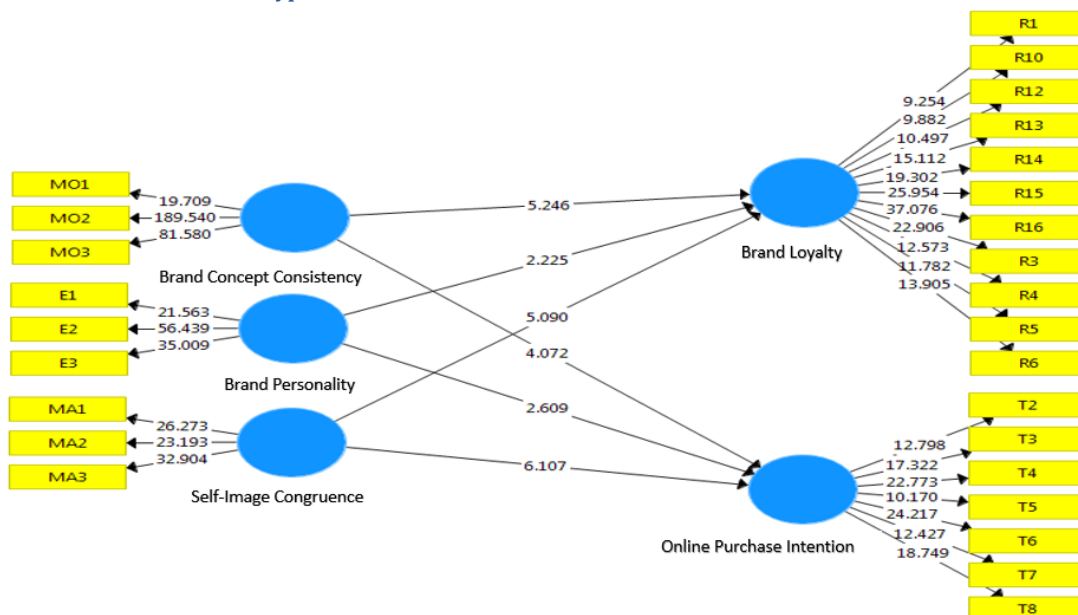 R1
R10
R12
R13
R14
R15
R16
R3
R4
R5
R6
9.254
9.882
10.497
15.112
19.302
25.954
37.076
22.906
12.573
11.782
13.905
MO1
MO2
MO3
19.709
189.540
81.580
Brand Concept Consistency
5.246
2.225
5.090
4.072
2.609
6.107
Brand Loyalty
E1
E2
E3
21.563
56.439
35.009
Brand Personality
MA1
MA2
MA3
26.273
23.193
32.904
Self-Image Congruence
Online Purchase Intention
12.798
17.322
22.773
10.170
24.217
12.427
18.749
T2
T3
T4
T5
T6
T7
T8